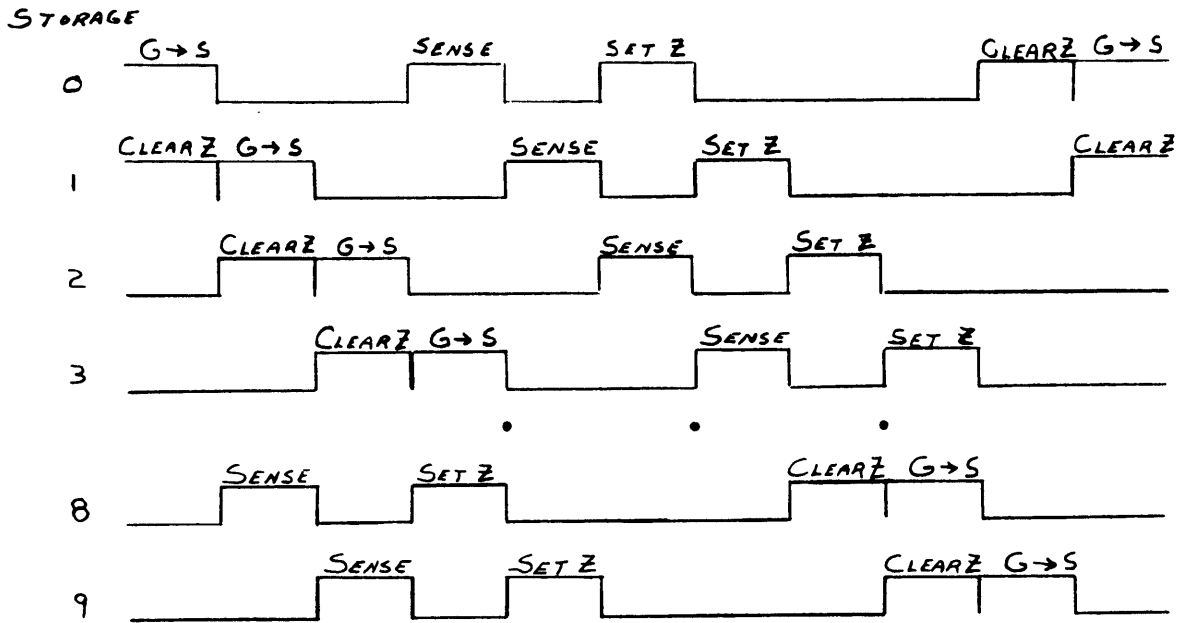 STORAGE
0 G→S SENSE SET Z CLEAR Z G→S
1 CLEAR Z G→S SENSE SET Z CLEAR Z
2 CLEAR Z G→S SENSE SET Z
3 CLEAR Z G→S SENSE SET Z
8 SENSE SET Z CLEAR Z G→S
9 SENSE SET Z CLEAR Z G→S